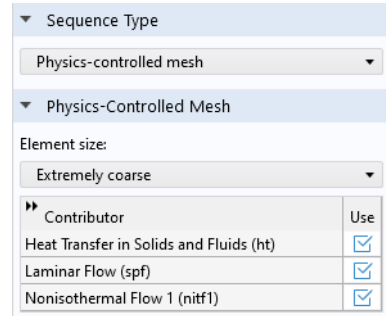 Sequence Type
Physics-controlled mesh
Physics-Controlled Mesh
Element size:
Extremely coarse
Contributor Use
Heat Transfer in Solids and Fluids (ht)
Laminar Flow (spf)
Nonisothermal Flow 1 (nitf1)